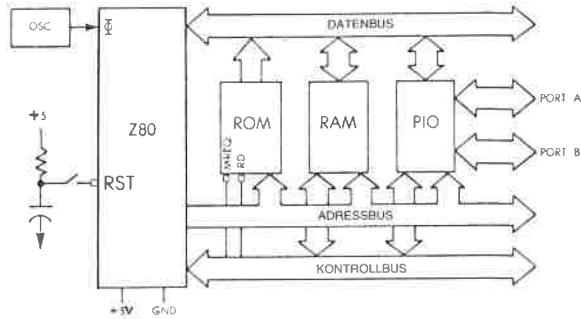 OSC
Φ
DATENBUS
Z80
ROM
RAM
PIO
PORT A
PORT B
MREQ
RD
+5
RST
ADRESSBUS
KONTROLLBUS
+5V
GND